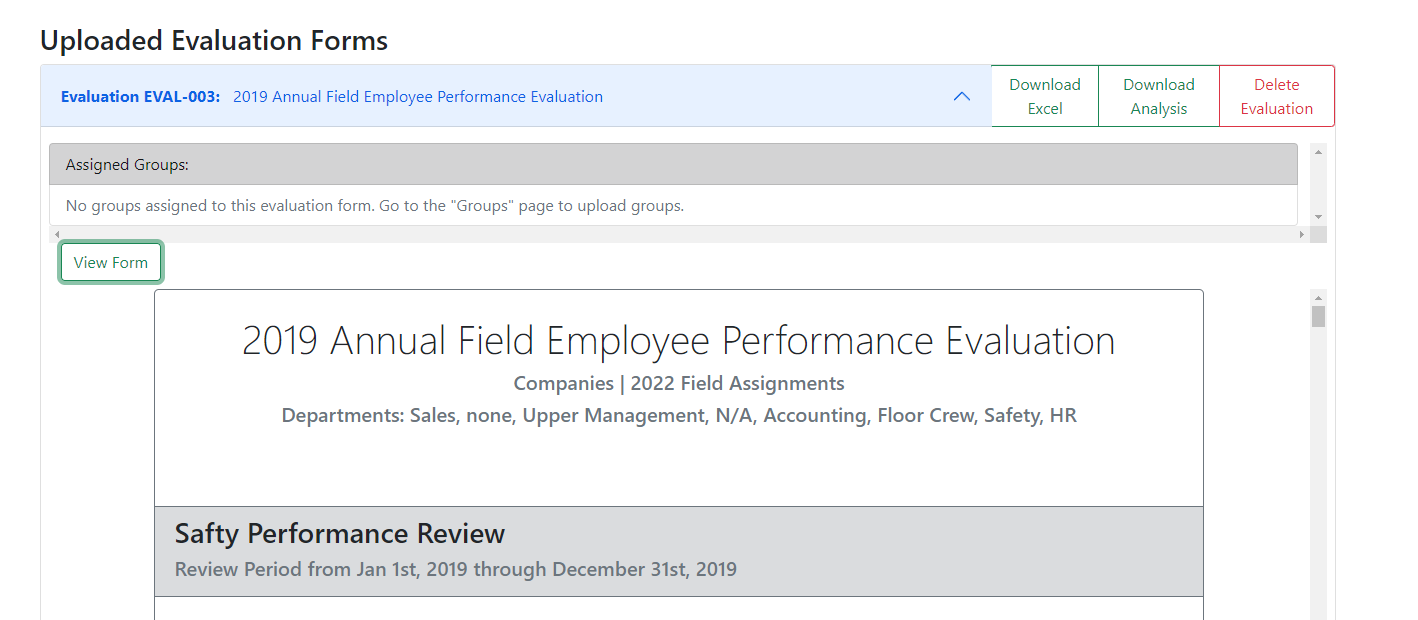 Uploaded Evaluation Forms
Evaluation EVAL-003: 2019 Annual Field Employee Performance Evaluation
Download Excel
Download Analysis
Delete Evaluation
Assigned Groups:
No groups assigned to this evaluation form. Go to the "Groups" page to upload groups.
View Form
2019 Annual Field Employee Performance Evaluation
Companies | 2022 Field Assignments
Departments: Sales, none, Upper Management, N/A, Accounting, Floor Crew, Safety, HR
Safty Performance Review
Review Period from Jan 1st, 2019 through December 31st, 2019